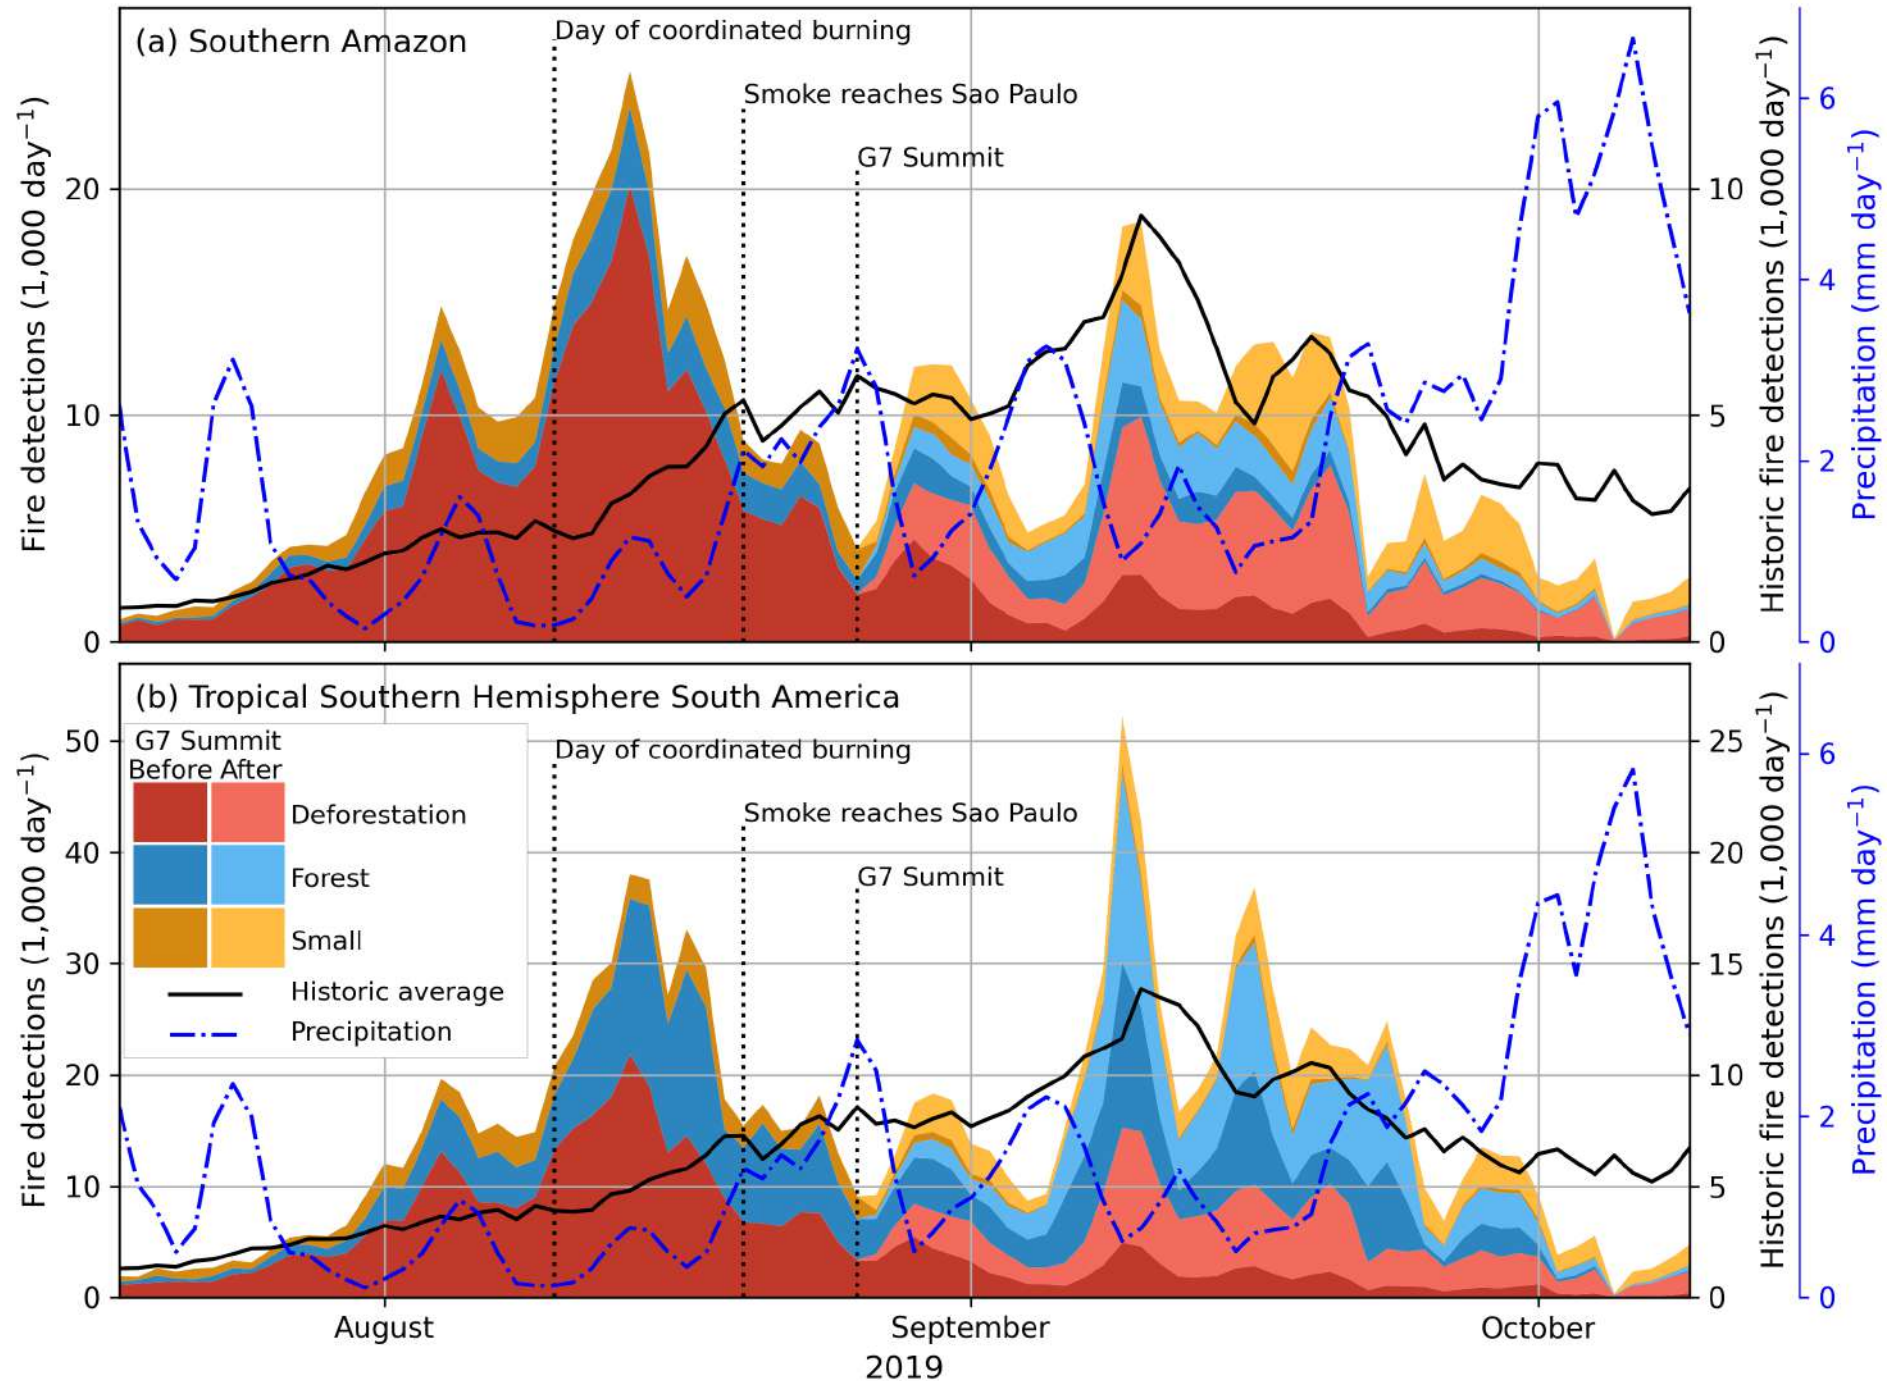 (a) Southern Amazon
Day of coordinated burning
Smoke reaches Sao Paulo
G7 Summit
Fire detections (1,000 day⁻¹)
20
10
0
Historic fire detections (1,000 day⁻¹)
10
5
0
Precipitation (mm day⁻¹)
6
4
2
0
(b) Tropical Southern Hemisphere South America
Day of coordinated burning
Smoke reaches Sao Paulo
G7 Summit
G7 Summit
Before After
Deforestation
Forest
Small
Historic average
Precipitation
Fire detections (1,000 day⁻¹)
50
40
30
20
10
0
Historic fire detections (1,000 day⁻¹)
25
20
15
10
5
0
Precipitation (mm day⁻¹)
6
4
2
0
August
September
October
2019